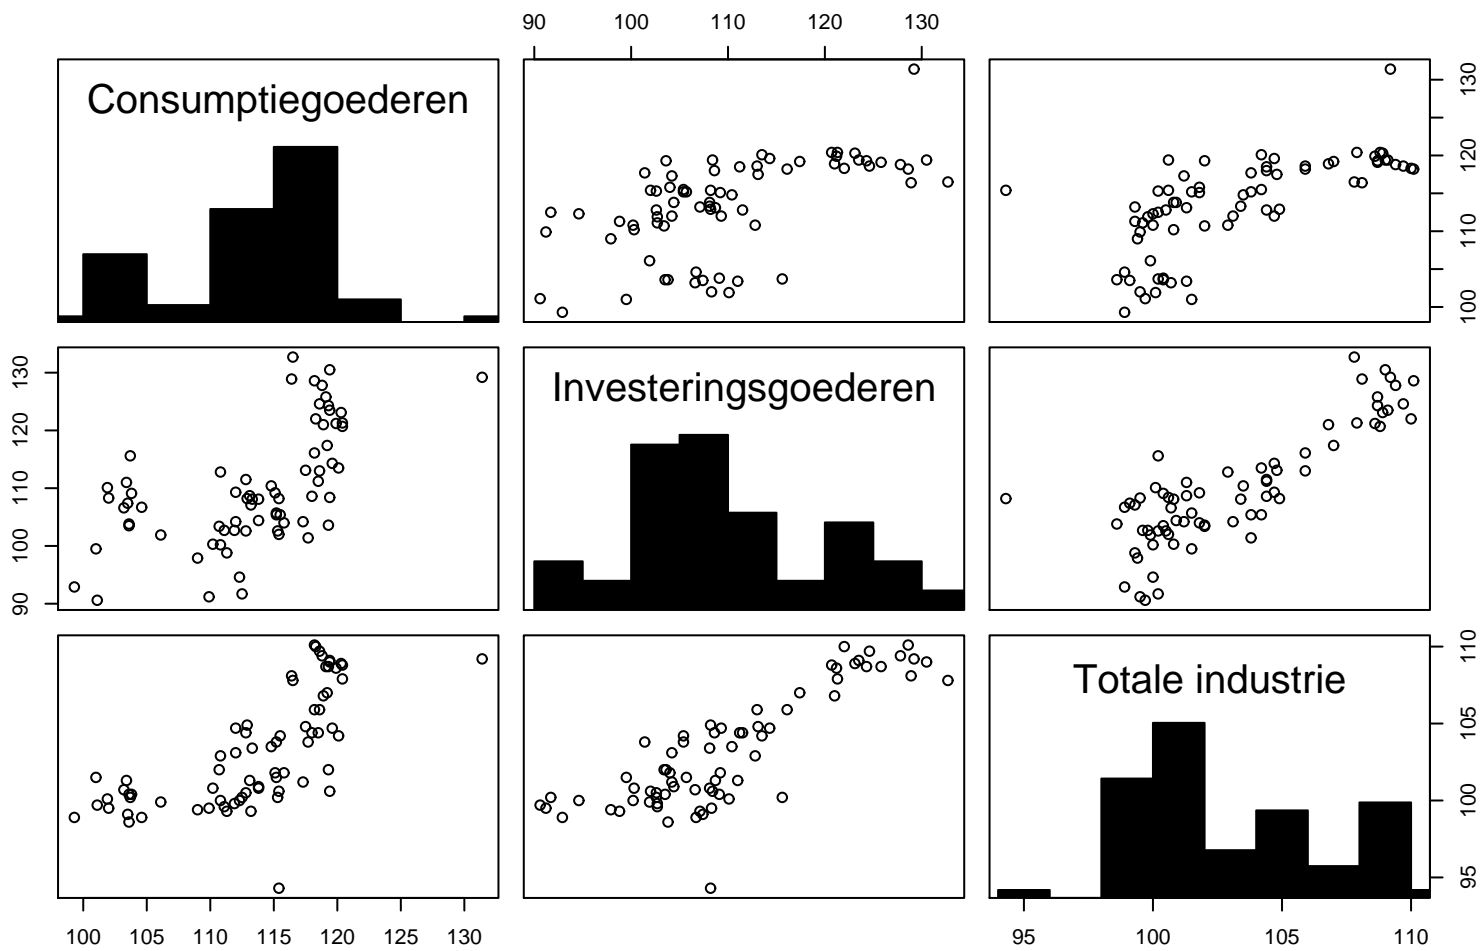 90 100 110 120 130
Consumptiegoederen
100 110 120 130
90 100 110 120 130
Investeringsgoederen
Totale industrie
95 100 105 110
100 105 110 115 120 125 130
95 100 105 110